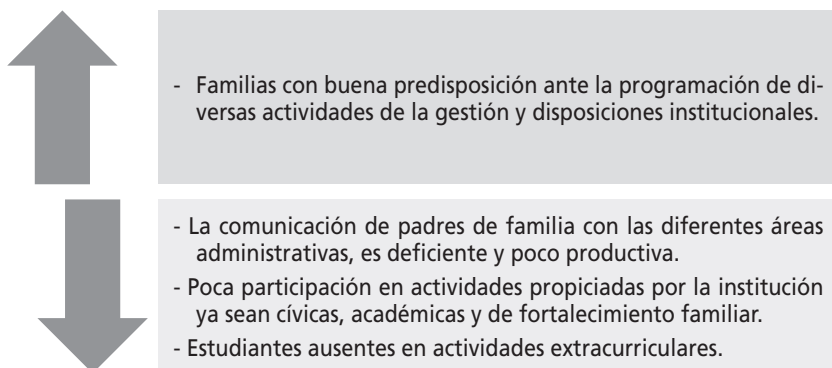 - Familias con buena predisposición ante la programación de di-
versas actividades de la gestión y disposiciones institucionales.
- La comunicación de padres de familia con las diferentes áreas
administrativas, es deficiente y poco productiva.
- Poca participación en actividades propiciadas por la institución
ya sean cívicas, académicas y de fortalecimiento familiar.
- Estudiantes ausentes en actividades extracurriculares.